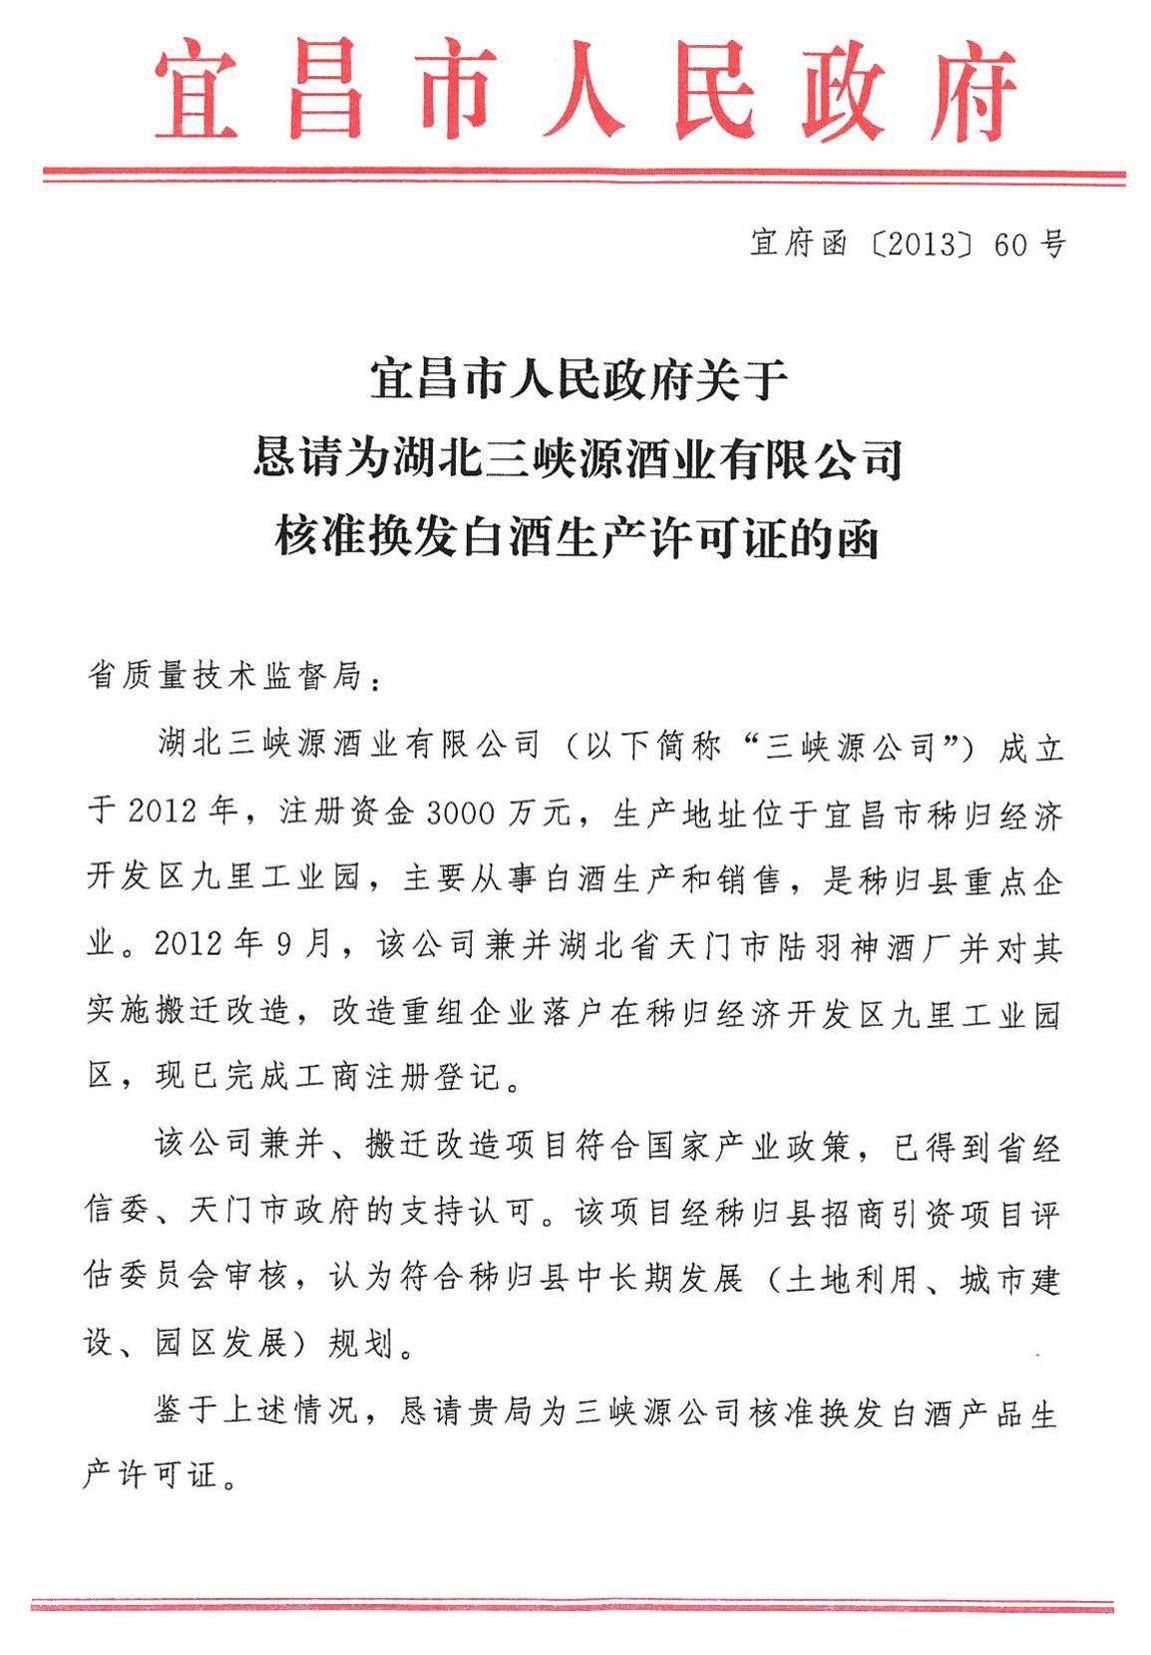 宜昌市人民政府
宜府函〔2013〕60号
宜昌市人民政府关于
恳请为湖北三峡源酒业有限公司
核准换发白酒生产许可证的函
省质量技术监督局：
湖北三峡源酒业有限公司（以下简称“三峡源公司”）成立
于2012年，注册资金3000万元，生产地址位于宜昌市秭归经济
开发区九里工业园，主要从事白酒生产和销售，是秭归县重点企
业。2012年9月，该公司兼并湖北省天门市陆羽神酒厂并对其
实施搬迁改造，改造重组企业落户在秭归经济开发区九里工业园
区，现已完成工商注册登记。
该公司兼并、搬迁改造项目符合国家产业政策，已得到省经
信委、天门市政府的支持认可。该项目经秭归县招商引资项目评
估委员会审核，认为符合秭归县中长期发展（土地利用、城市建
设、园区发展）规划。
鉴于上述情况，恳请贵局为三峡源公司核准换发白酒产品生
产许可证。